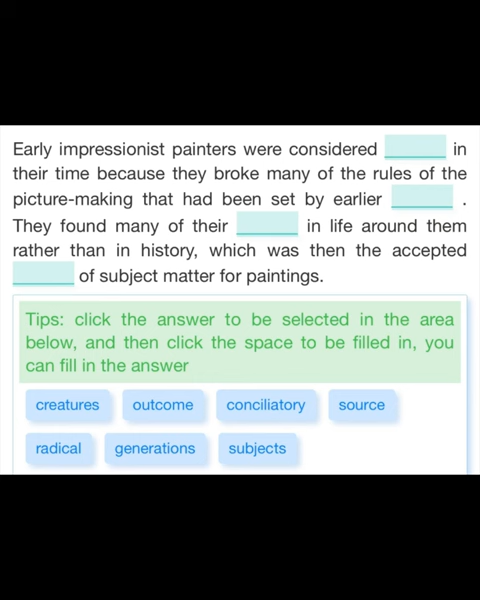 Early impressionist painters were considered in
their time because they broke many of the rules of the
picture-making that had been set by earlier .
They found many of their in life around them
rather than in history, which was then the accepted
of subject matter for paintings.
Tips: click the answer to be selected in the area
below, and then click the space to be filled in, you
can fill in the answer
creatures outcome conciliatory source
radical generations subjects